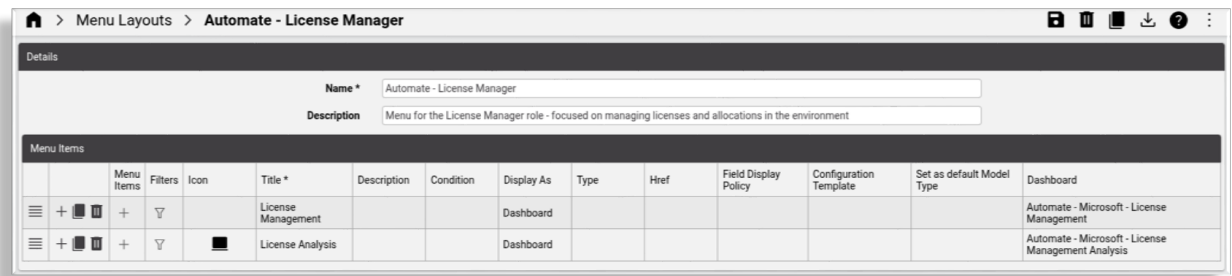 > Menu Layouts > Automate - License Manager
Details
Name * Automate - License Manager
Description Menu for the License Manager role - focused on managing licenses and allocations in the environment
Menu Items
Menu Items Filters Icon Title * Description Condition Display As Type Href Field Display Policy Configuration Template Set as default Model Type Dashboard
License Management Dashboard Automate - Microsoft - License Management
License Analysis Dashboard Automate - Microsoft - License Management Analysis